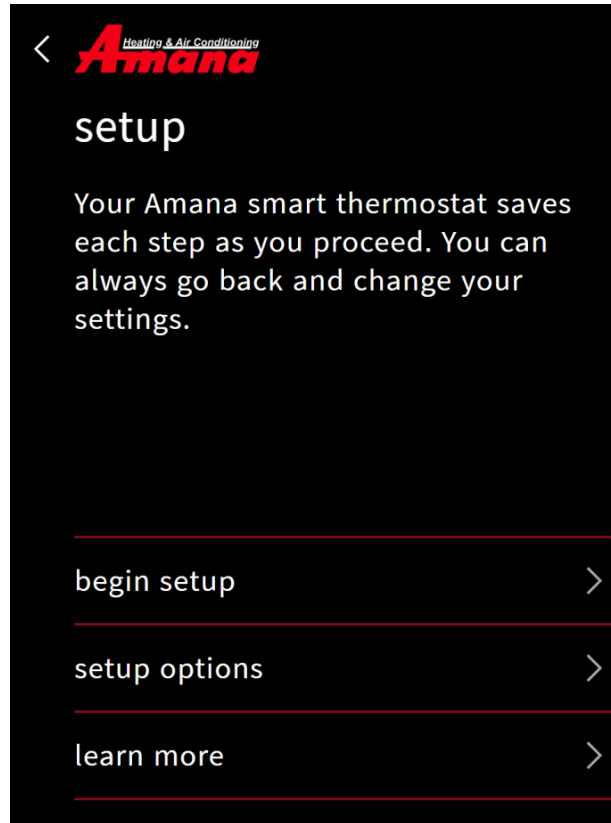 Heating & Air Conditioning
Amana
setup
Your Amana smart thermostat saves
each step as you proceed. You can
always go back and change your
settings.
begin setup
setup options
learn more